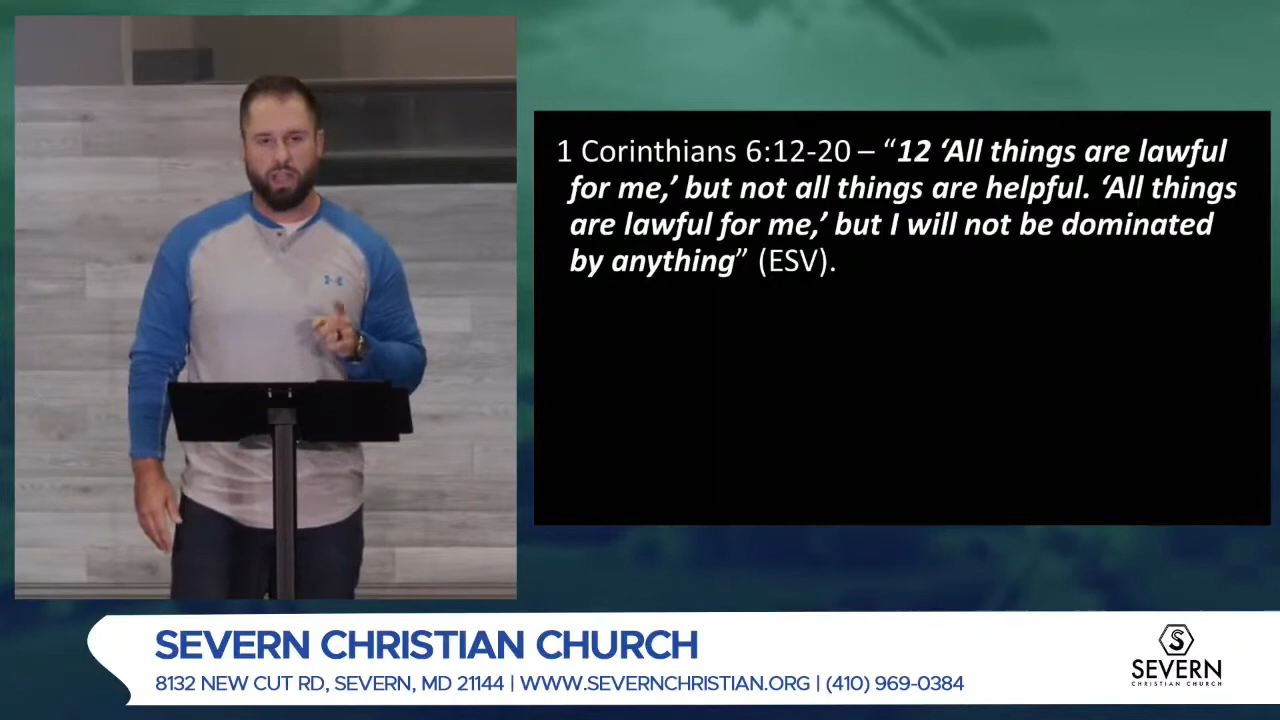 1 Corinthians 6:12-20 – “12 ‘All things are lawful
for me,’ but not all things are helpful. ‘All things
are lawful for me,’ but I will not be dominated
by anything” (ESV).
SEVERN CHRISTIAN CHURCH
8132 NEW CUT RD, SEVERN, MD 21144 | WWW.SEVERNCHRISTIAN.ORG | (410) 969-0384
S
SEVERN
CHRISTIAN CHURCH